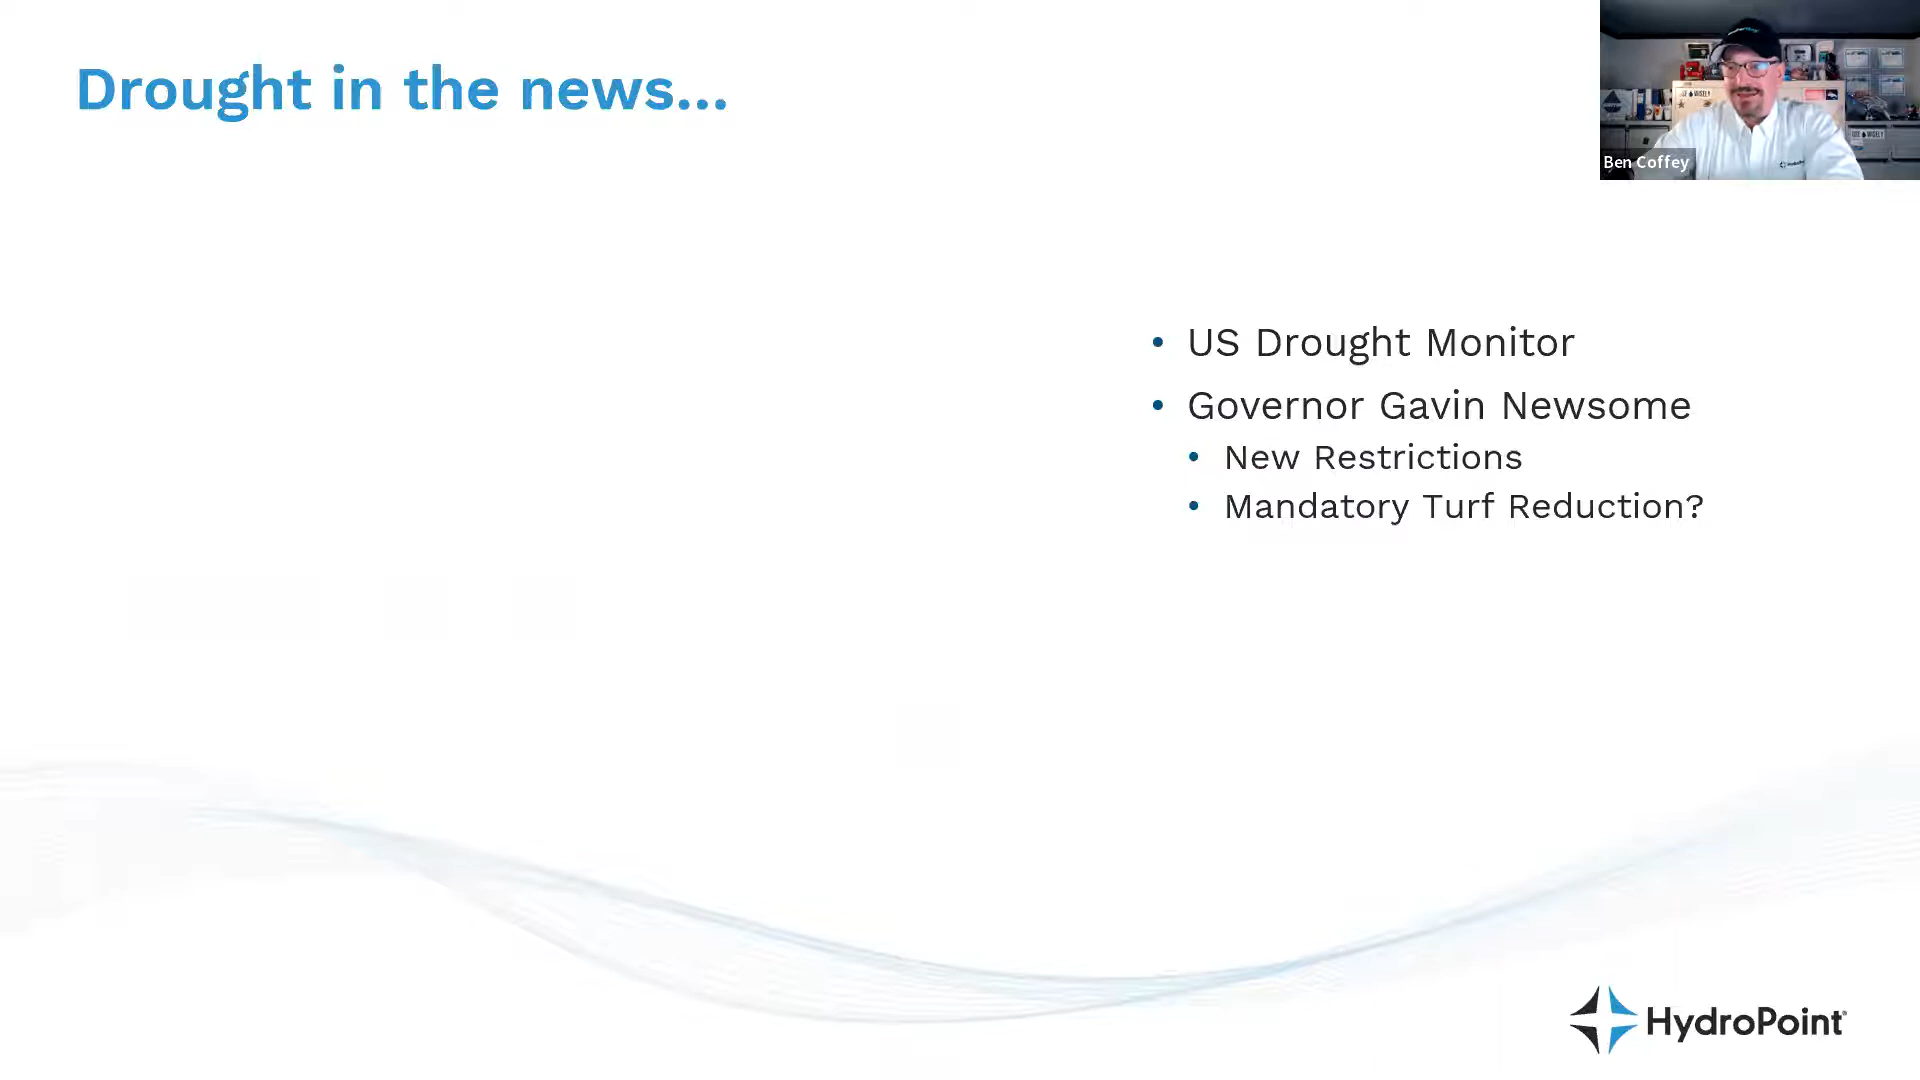 Drought in the news...
Ben Coffey
US Drought Monitor
Governor Gavin Newsome
New Restrictions
Mandatory Turf Reduction?
HydroPoint